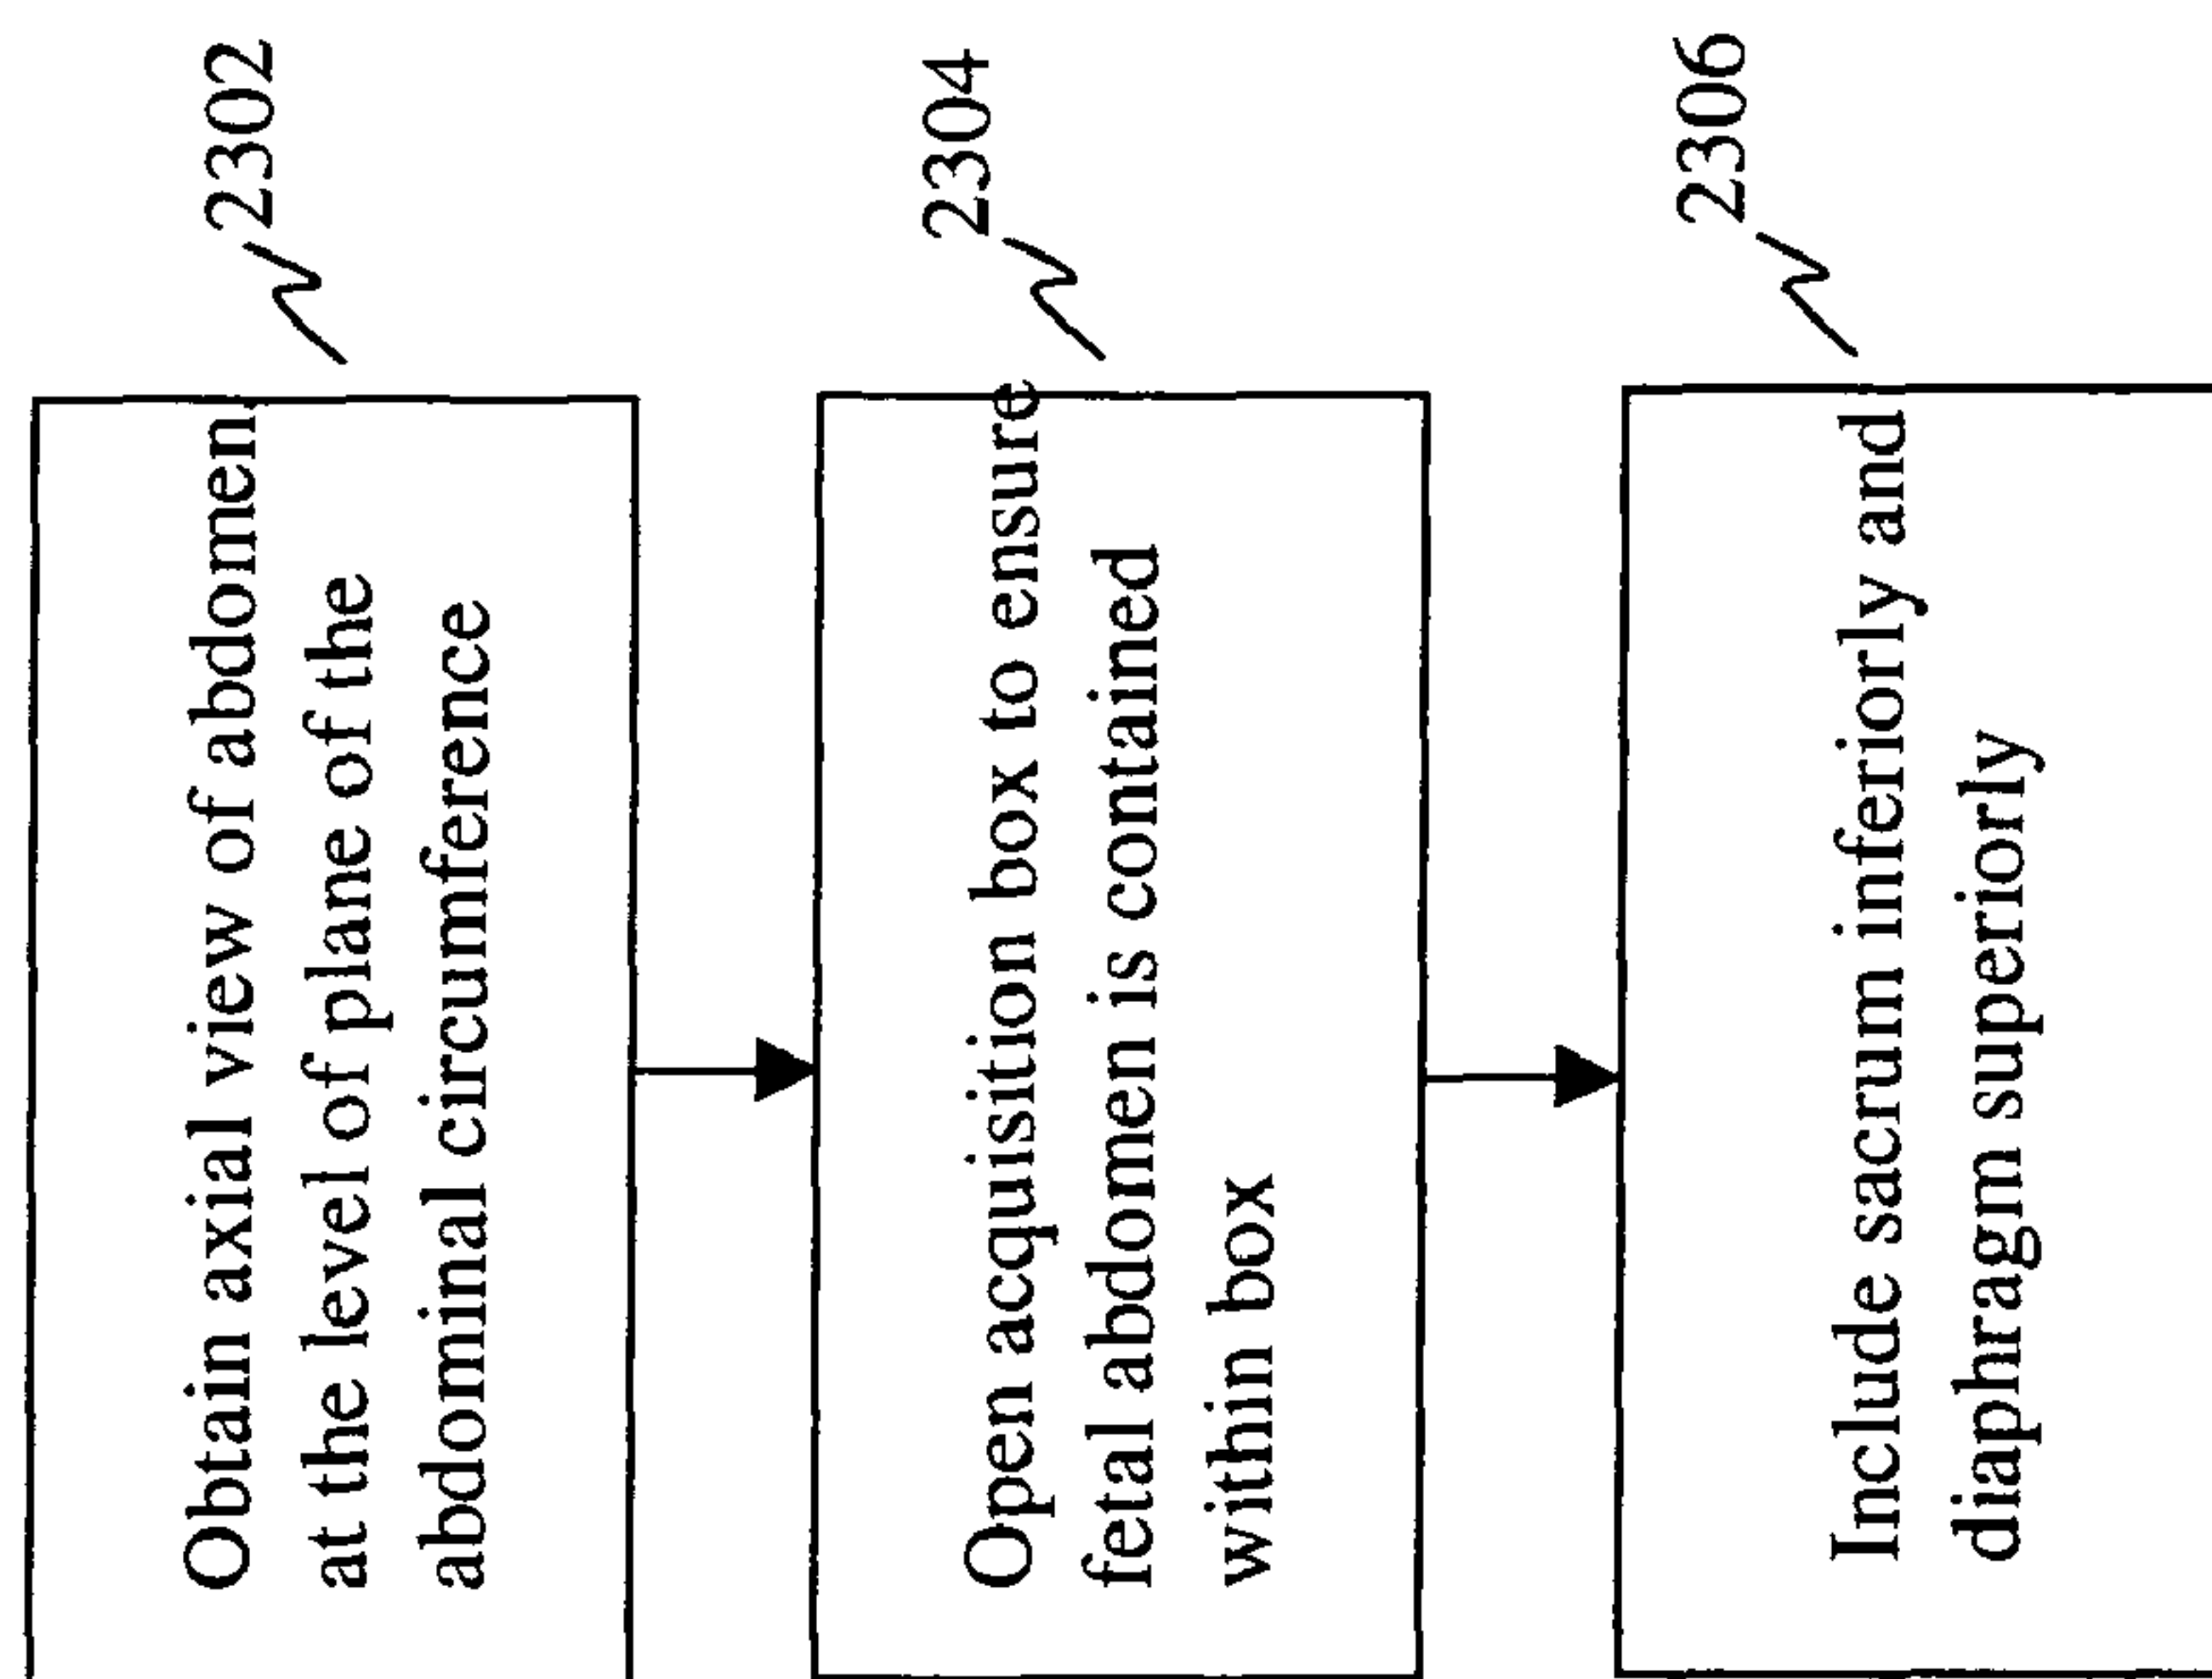 Obtain axial view of abdomen,
at the level of plane of the
abdominal circumference
2302
Open acquisition box to ensure
fetal abdomen is contained
within box
2304
Include sacrum inferiorly and
diaphragm superiorly
2306